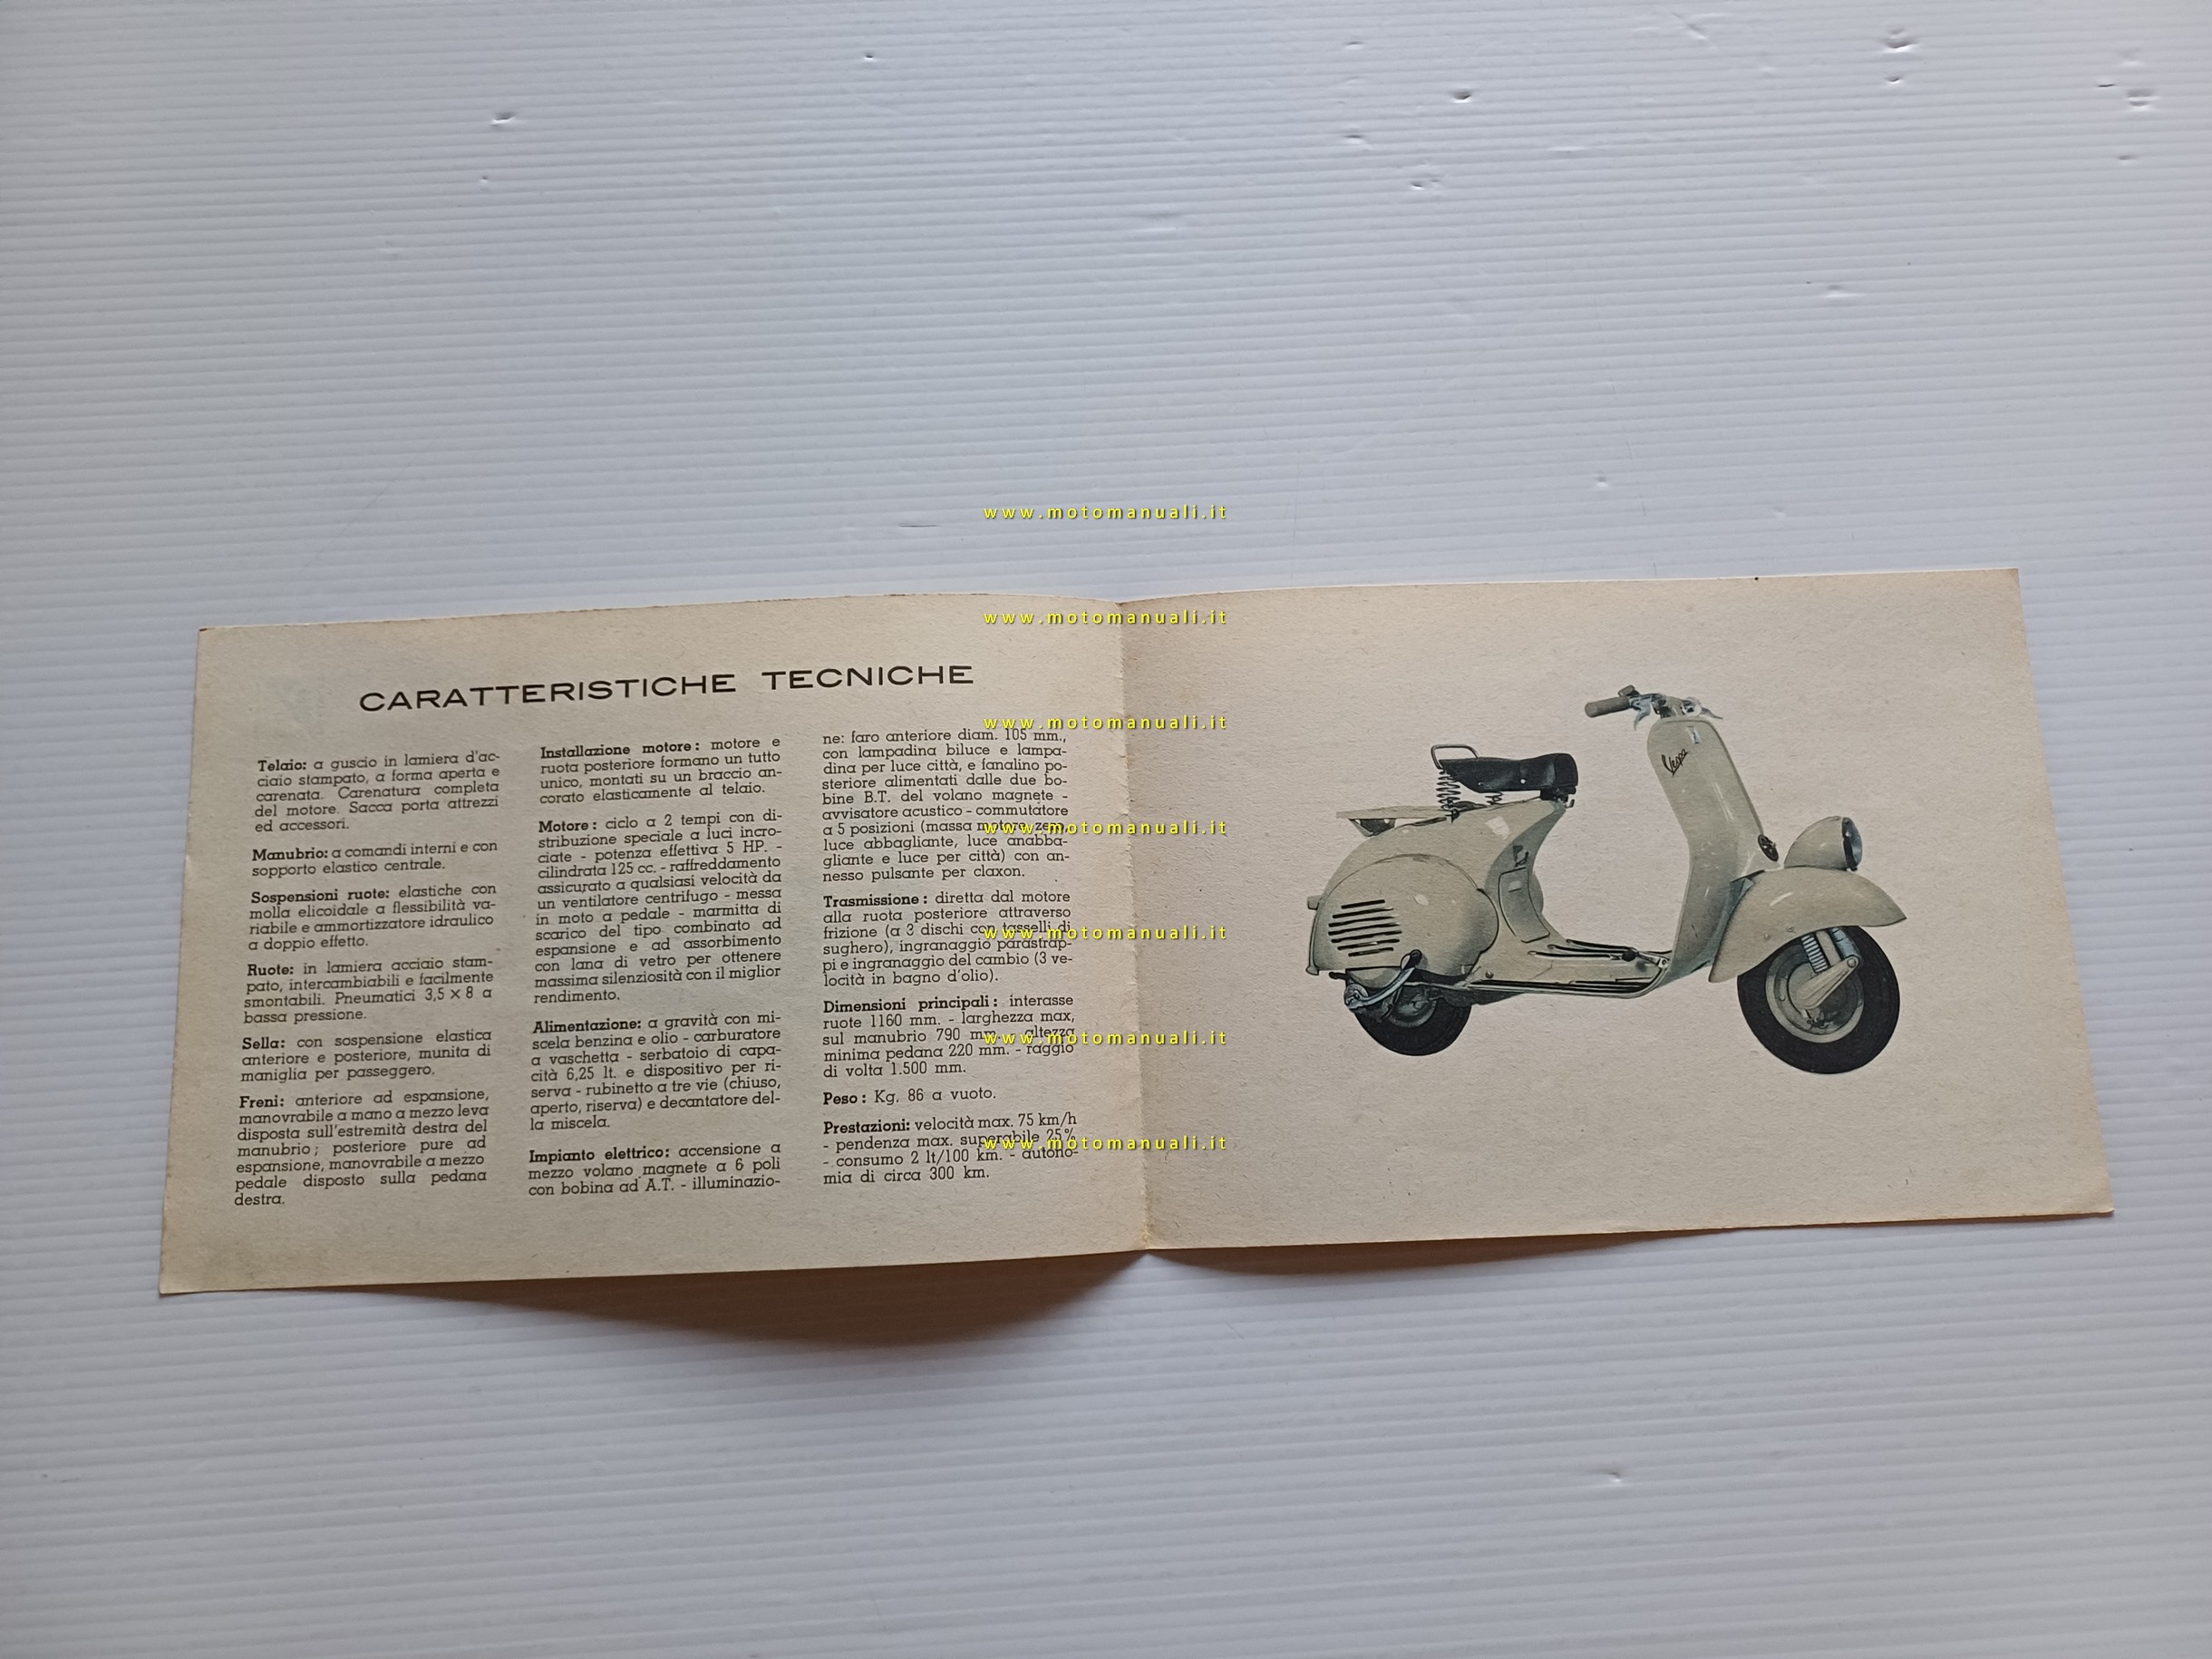 CARATTERISTICHE TECNICHE
Telaio: a guscio in lamiera d'ac-
ciaio stampato, a forma aperta e
carenata. Carenatura completa
del motore. Sacca porta attrezzi
ed accessori.
Manubrio: a comandi interni e con
sopporto elastico centrale.
Sospensioni ruote: elastiche con
molla elicoidale a flessibilità va-
riabile e ammortizzatore idraulico
a doppio effetto.
Ruote: in lamiera acciaio stam-
pato, intercambiabili e facilmente
smontabili. Pneumatici 3,5 × 8 a
bassa pressione.
Sella: con sospensione elastica
anteriore e posteriore, munita di
maniglia per passeggero.
Freni: anteriore ad espansione,
manovrabile a mano a mezzo leva
disposta sull'estremità destra del
manubrio; posteriore pure ad
espansione, manovrabile a mezzo
pedale disposto sulla pedana
destra.
Installazione motore: motore e
ruota posteriore formano un tutto
unico, montati su un braccio an-
corato elasticamente al telaio.
Motore: ciclo a 2 tempi con di-
stribuzione speciale a luci incro-
ciate - potenza effettiva 5 HP. -
cilindrata 125 cc. - raffreddamento
assicurato a qualsiasi velocità da
un ventilatore centrifugo - messa
in moto a pedale - marmitta di
scarico del tipo combinato ad
espansione e ad assorbimento
con lana di vetro per ottenere
massima silenziosità con il miglior
rendimento.
Alimentazione: a gravità con mi-
scela benzina e olio - carburatore
a vaschetta - serbatoio di capa-
cità 6,25 lt. e dispositivo per ri-
serva - rubinetto a tre vie (chiuso,
aperto, riserva) e decantatore del-
la miscela.
Impianto elettrico: accensione a
mezzo volano magnete a 6 poli
con bobina ad A.T. - illuminazio-
ne: faro anteriore diam. 105 mm.,
con lampadina biluce e lampa-
dina per luce città, e fanalino po-
steriore alimentati dalle due bo-
bine B.T. del volano magnete -
avvisatore acustico - commutatore
a 5 posizioni (massa motore, zero,
luce abbagliante, luce anabba-
gliante e luce per città) con an-
nesso pulsante per claxon.
Trasmissione: diretta dal motore
alla ruota posteriore attraverso
frizione (a 3 dischi con tasselli di
sughero), ingranaggio parastrap-
pi e ingranaggio del cambio (3 ve-
locità in bagno d'olio).
Dimensioni principali: interasse
ruote 1160 mm. - larghezza max,
sul manubrio 790 mm. - altezza
minima pedana 220 mm. - raggio
di volta 1.500 mm.
Peso: Kg. 86 a vuoto.
Prestazioni: velocità max. 75 km/h
- pendenza max. superabile 25%
- consumo 2 lt/100 km. - autono-
mia di circa 300 km.
Vespa
www.motomanuali.it
www.motomanuali.it
www.motomanuali.it
www.motomanuali.it
www.motomanuali.it
www.motomanuali.it
www.motomanuali.it